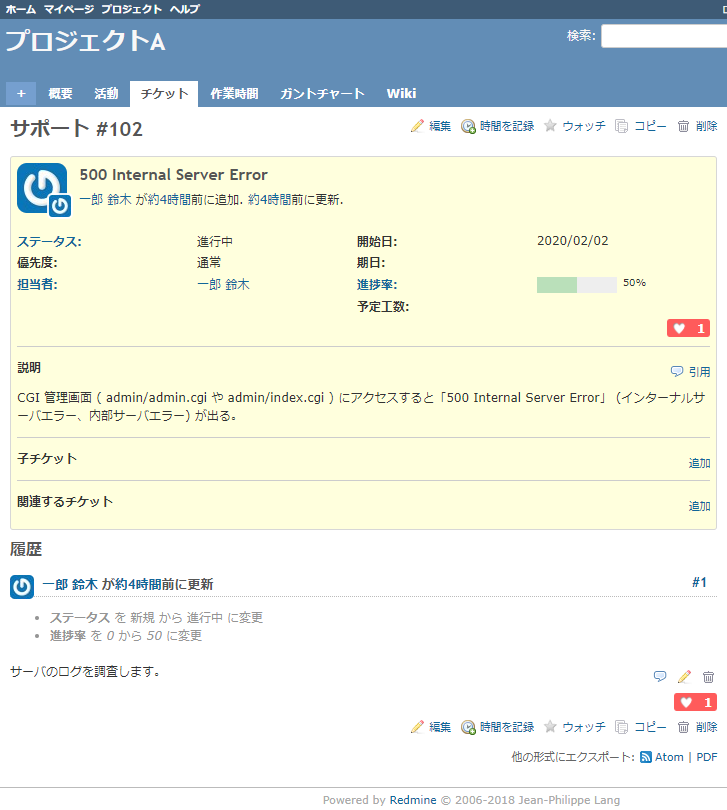 ホーム マイページ プロジェクト ヘルプ
プロジェクトA
検索:
+ 概要 活動 チケット 作業時間 ガントチャート Wiki
サポート #102
編集 時間を記録 ウォッチ コピー 削除
500 Internal Server Error
一郎 鈴木 が約4時間前に追加. 約4時間前に更新.
ステータス: 進行中 開始日: 2020/02/02
優先度: 通常 期日:
担当者: 一郎 鈴木 進捗率: 50%
予定工数:
1
説明
引用
CGI 管理画面 ( admin/admin.cgi や admin/index.cgi ) にアクセスすると「500 Internal Server Error」 (インターナルサ
ーバエラー、内部サーバエラー) が出る。
子チケット
追加
関連するチケット
追加
履歴
一郎 鈴木 が約4時間前に更新 #1
• ステータス を 新規 から 進行中 に変更
• 進捗率 を 0 から 50 に変更
サーバのログを調査します。
1
編集 時間を記録 ウォッチ コピー 削除
他の形式にエクスポート: Atom | PDF
Powered by Redmine © 2006-2018 Jean-Philippe Lang